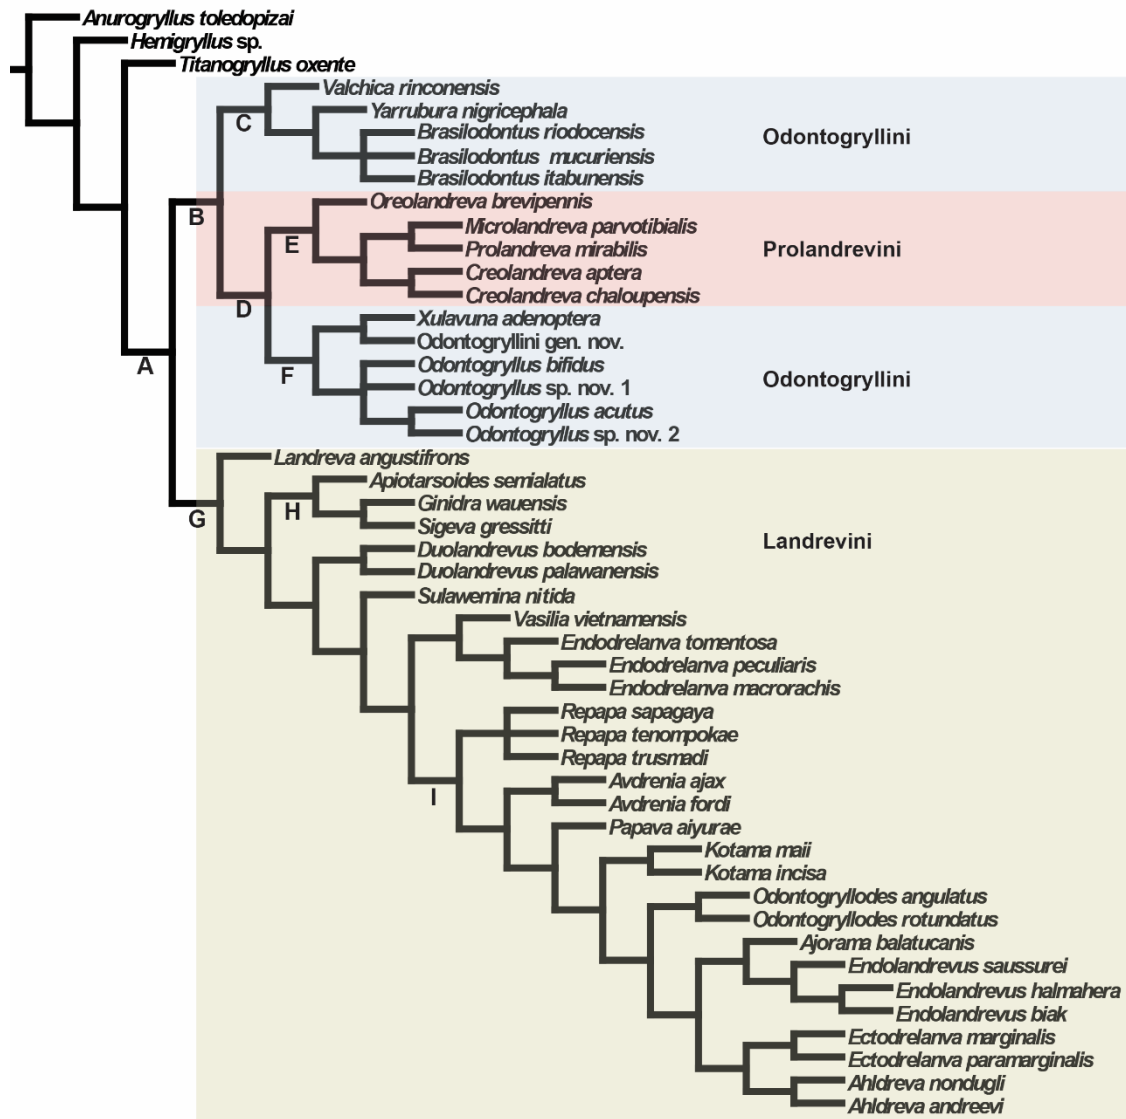 Anurogryllus toledopizai
Hemigryllus sp.
Titanogryllus oxente
Valchica rinconensis
Yarrubura nigricephala
C
Brasilodontus riodocensis
Odontogryllini
Brasilodontus mucuriensis
Brasilodontus itabunensis
Oreolandreva brevipennis
B
Microlandreva parvotibialis
E
Prolandreva mirabilis
Prolandrevini
Creolandreva aptera
Creolandreva chaloupensis
D
Xulavuna adenoptera
Odontogryllini gen. nov.
A
Odontogryllus bifidus
F
Odontogryllini
Odontogryllus sp. nov. 1
Odontogryllus acutus
Odontogryllus sp. nov. 2
Landreva angustifrons
Apiotarsoides semialatus
Ginidra wauensis
H
G
Sigeva gressitti
Landrevini
Duolandrevus bodemensis
Duolandrevus palawanensis
Sulawemina nitida
Vasilia vietnamensis
Endodrelanva tomentosa
Endodrelanva peculiaris
Endodrelanva macrorachis
Repapa sapagaya
Repapa tenompokae
Repapa trusmadi
Avdrenia ajax
I
Avdrenia fordi
Papava aiyurae
Kotama maii
Kotama incisa
Odontogryllodes angulatus
Odontogryllodes rotundatus
Ajorama balatucanis
Endolandrevus saussurei
Endolandrevus halmahera
Endolandrevus biak
Ectodrelanva marginalis
Ectodrelanva paramarginalis
Ahldreva nondugli
Ahldreva andreevi